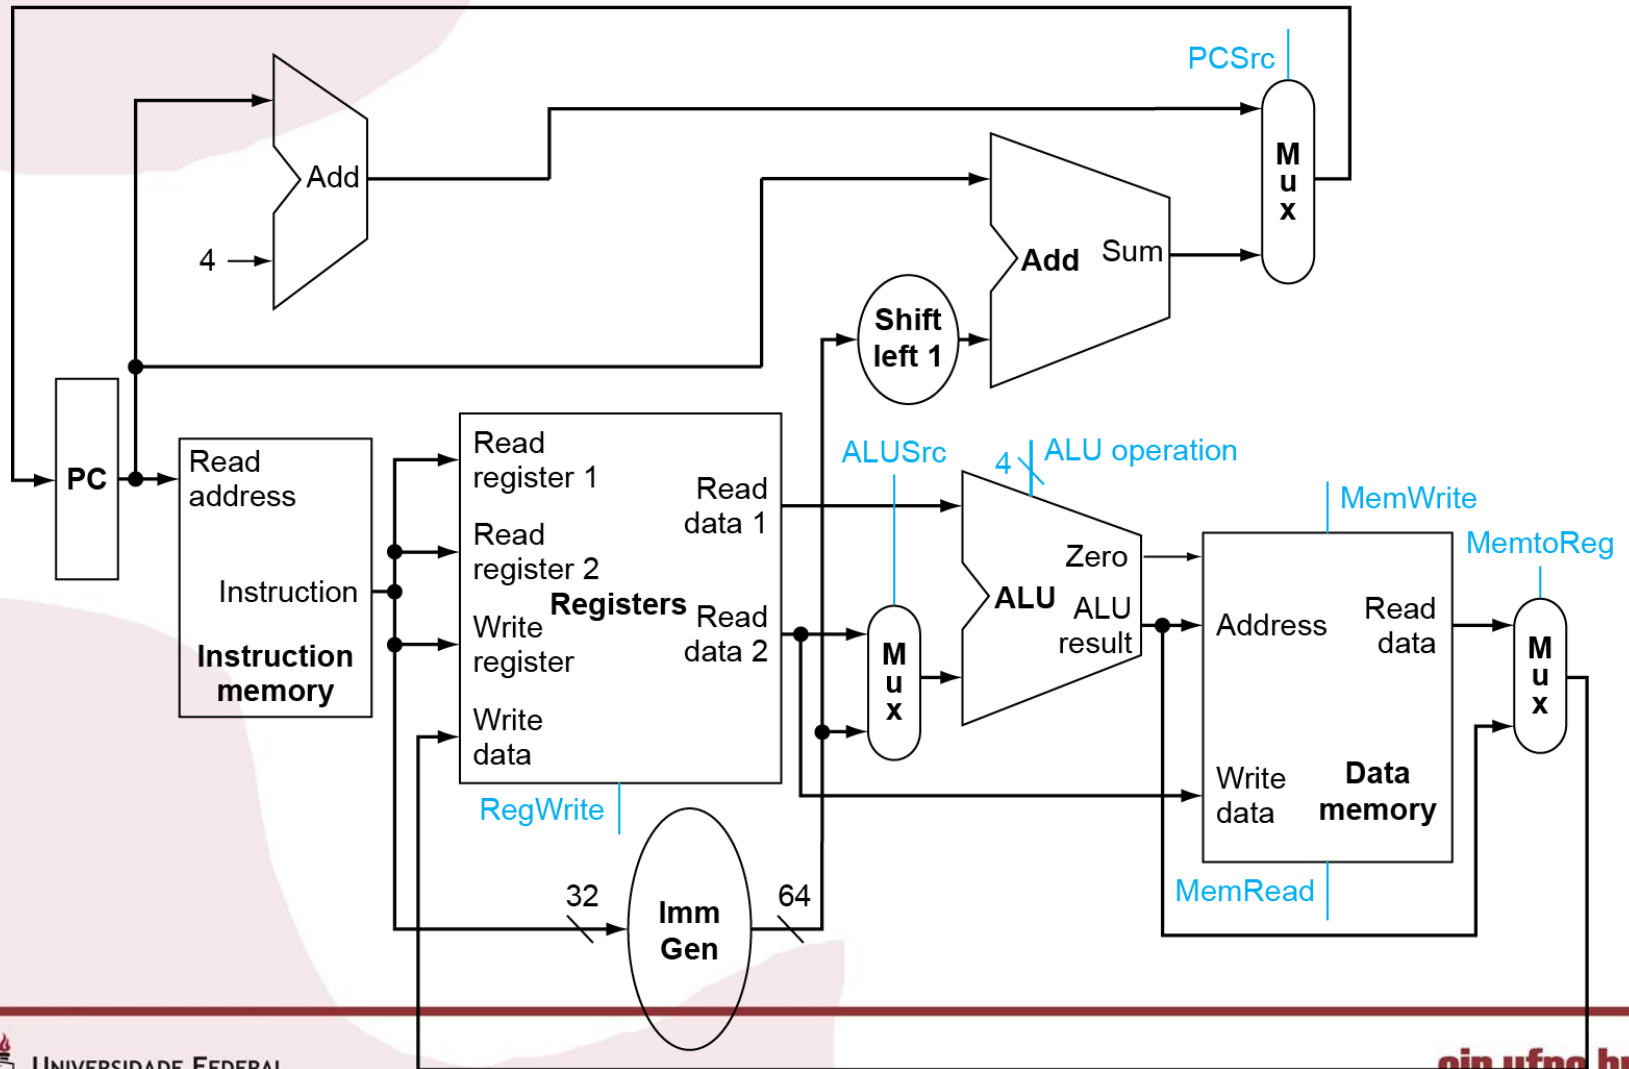 PCSrc
Add
4
M
u
x
Add
Sum
Shift
left 1
PC
Read
address
Instruction
Instruction
memory
Read
register 1
Read
register 2
Registers
Write
register
Write
data
Read
data 1
Read
data 2
RegWrite
32
Imm
Gen
64
ALUSrc
M
u
x
4
ALU operation
Zero
ALU
ALU
result
MemWrite
Address
Read
data
Write
data
Data
memory
MemRead
MemtoReg
M
u
x
UNIVERSIDADE FEDERAL